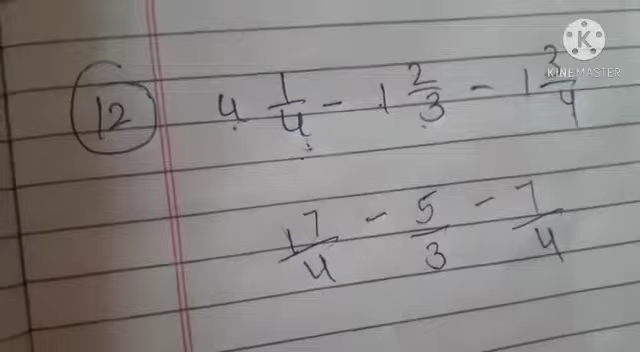 K
KINEMASTER
12 4 1/4 - 1 2/3 - 1 3/4
17/4 - 5/3 - 7/4